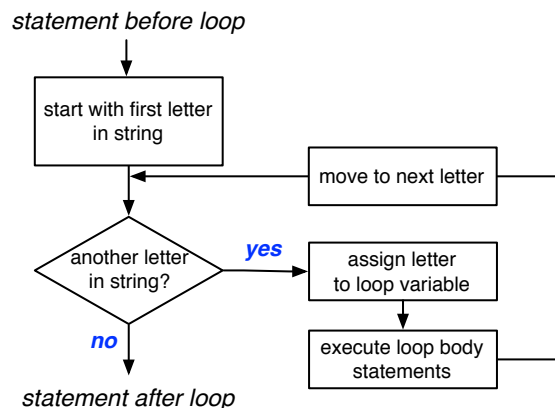 statement before loop
start with first letter
in string
move to next letter
another letter
in string?
yes
assign letter
to loop variable
no
execute loop body
statements
statement after loop